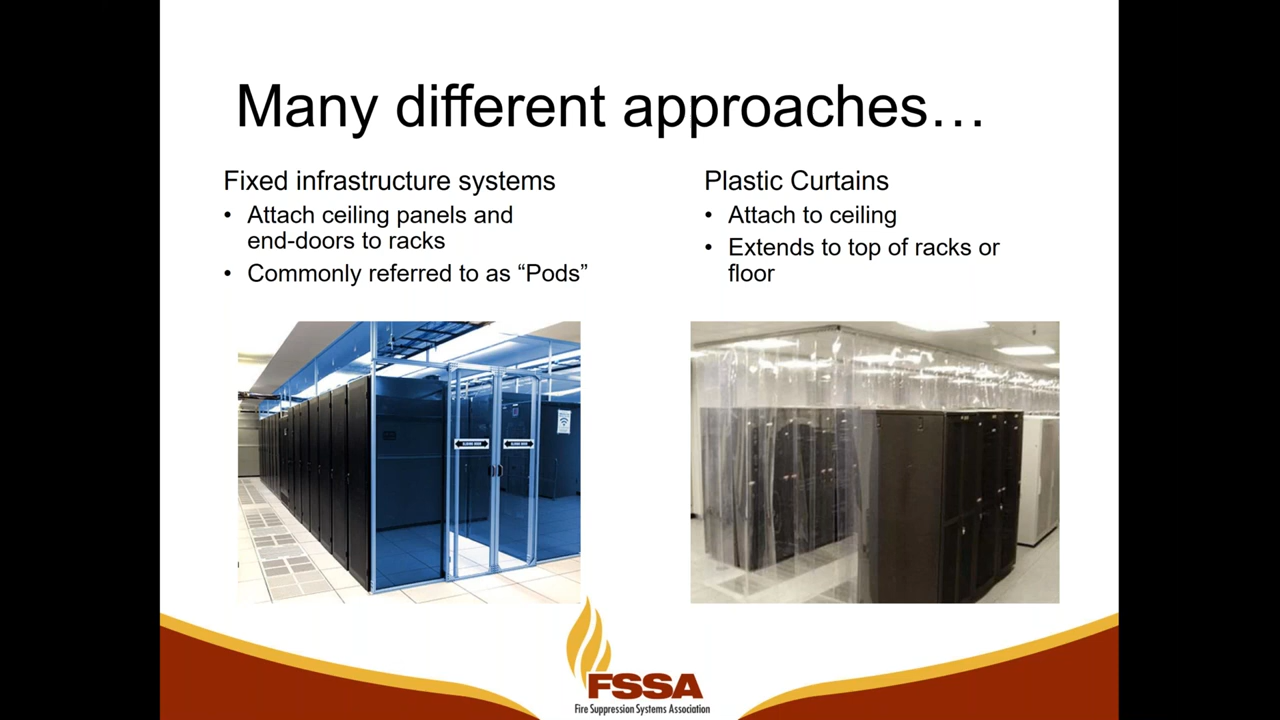 Many different approaches…
Fixed infrastructure systems
• Attach ceiling panels and
end-doors to racks
• Commonly referred to as “Pods”
Plastic Curtains
• Attach to ceiling
• Extends to top of racks or
floor
FSSA
Fire Suppression Systems Association